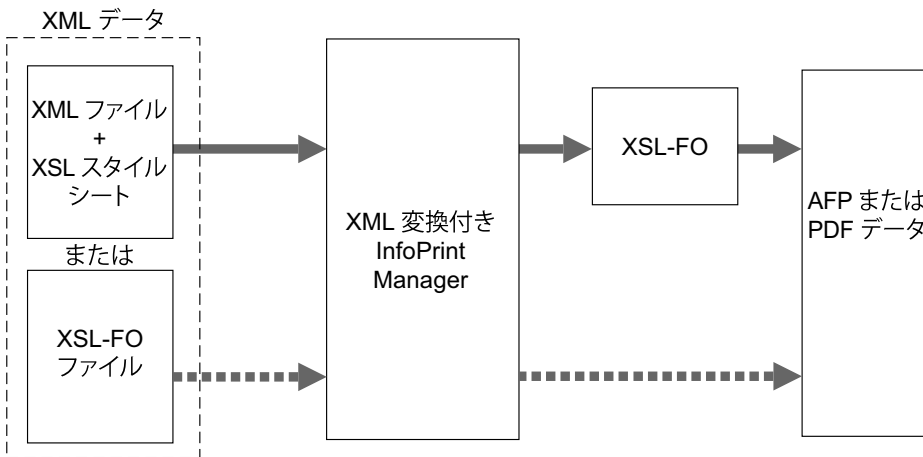 XML データ
XML ファイル
+
XSL スタイル
シート
または
XSL-FO
ファイル
XML 変換付き
InfoPrint
Manager
XSL-FO
AFP または
PDF データ